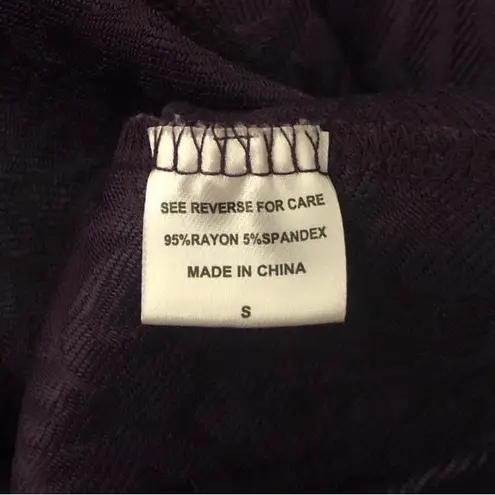 SEE REVERSE FOR CARE
95%RAYON 5%SPANDEX
MADE IN CHINA
S